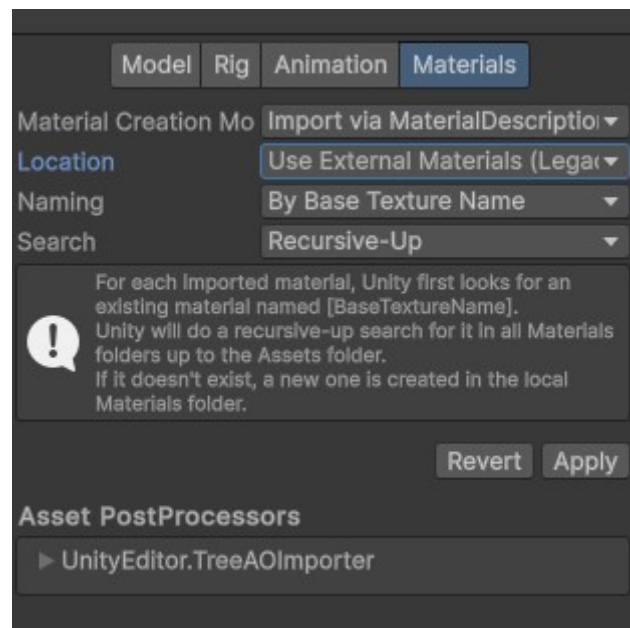 Model Rig Animation Materials
Material Creation Mo Import via MaterialDescriptio
Location Use External Materials (Legac
Naming By Base Texture Name
Search Recursive-Up
For each imported material, Unity first looks for an
existing material named [BaseTextureName].
Unity will do a recursive-up search for it in all Materials
folders up to the Assets folder.
If it doesn't exist, a new one is created in the local
Materials folder.
Revert Apply
Asset PostProcessors
UnityEditor.TreeAOImporter